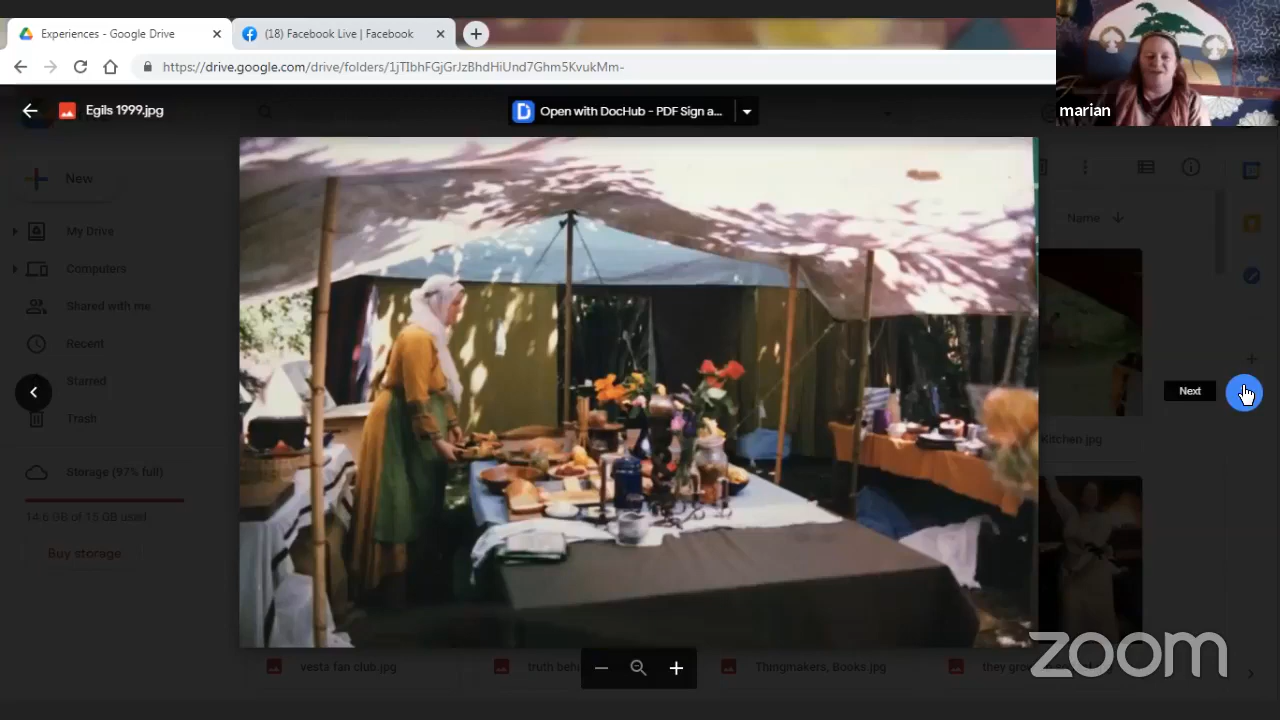 Experiences - Google Drive
(18) Facebook Live | Facebook
https://drive.google.com/drive/folders/1jTIbhFGjGrJzBhdHiUnd7Ghm5KvukMm-
marian
Egils 1999.jpg
Open with DocHub - PDF Sign a...
New
My Drive
Computers
Shared with me
Recent
Starred
Trash
Storage (97% full)
14.6 GB of 15 GB used
Buy storage
Name
Next
Kitchen.jpg
vesta fan club.jpg
truth
Thingmakers, Books.jpg
they
zoom